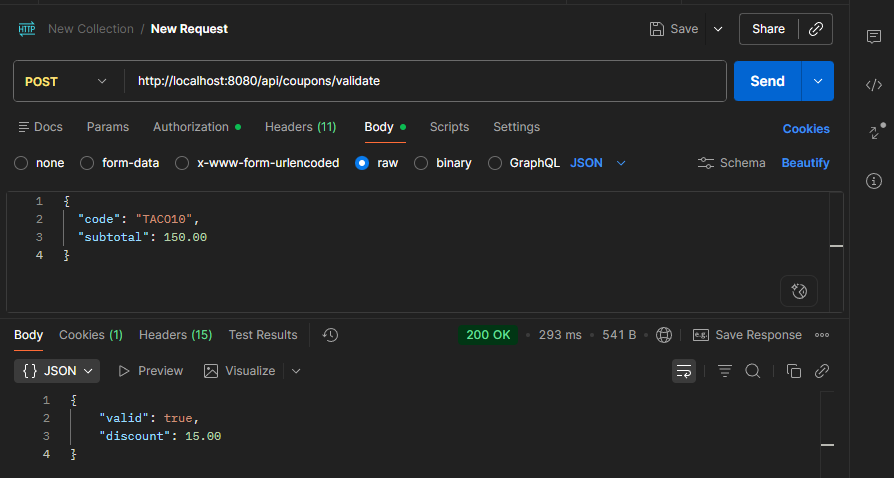 HTTP New Collection / New Request Save Share
POST http://localhost:8080/api/coupons/validate Send
Docs Params Authorization Headers (11) Body Scripts Settings Cookies
none form-data x-www-form-urlencoded raw binary GraphQL JSON Schema Beautify
1 {
2 "code": "TACO10",
3 "subtotal": 150.00
4 }
Body Cookies (1) Headers (15) Test Results 200 OK • 293 ms • 541 B • e.g. Save Response
{} JSON Preview Visualize
1 {
2 "valid": true,
3 "discount": 15.00
4 }